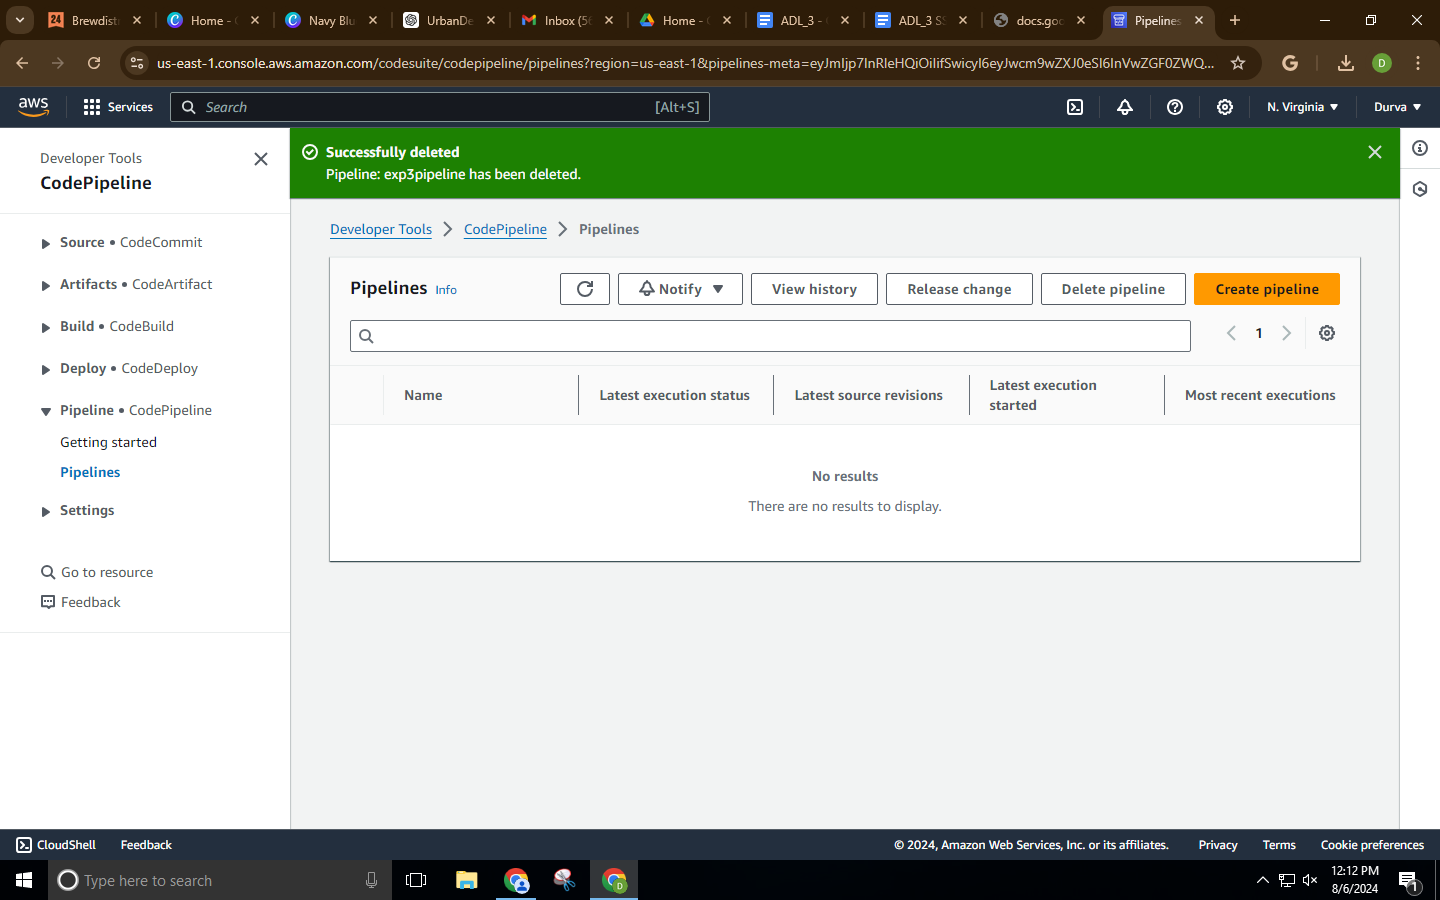 Brewdist
Home - 
Navy Blu
UrbanDe
Inbox (56
Home - 
ADL_3 - 
ADL_3 SS
docs.goo
Pipelines
us-east-1.console.aws.amazon.com/codesuite/codepipeline/pipelines?region=us-east-1&pipelines-meta=eyJmIjp7InRleHQiOiIifSwicyI6eyJwcm9wZXJ0eSI6InVwZGF0ZWQ...
aws
Services
Search
[Alt+S]
N. Virginia
Durva
Developer Tools
CodePipeline
Source • CodeCommit
Artifacts • CodeArtifact
Build • CodeBuild
Deploy • CodeDeploy
Pipeline • CodePipeline
Getting started
Pipelines
Settings
Go to resource
Feedback
Successfully deleted
Pipeline: exp3pipeline has been deleted.
Developer Tools
CodePipeline
Pipelines
Pipelines Info
Notify
View history
Release change
Delete pipeline
Create pipeline
1
Name
Latest execution status
Latest source revisions
Latest execution
started
Most recent executions
No results
There are no results to display.
CloudShell
Feedback
© 2024, Amazon Web Services, Inc. or its affiliates.
Privacy
Terms
Cookie preferences
Type here to search
12:12 PM
8/6/2024
1